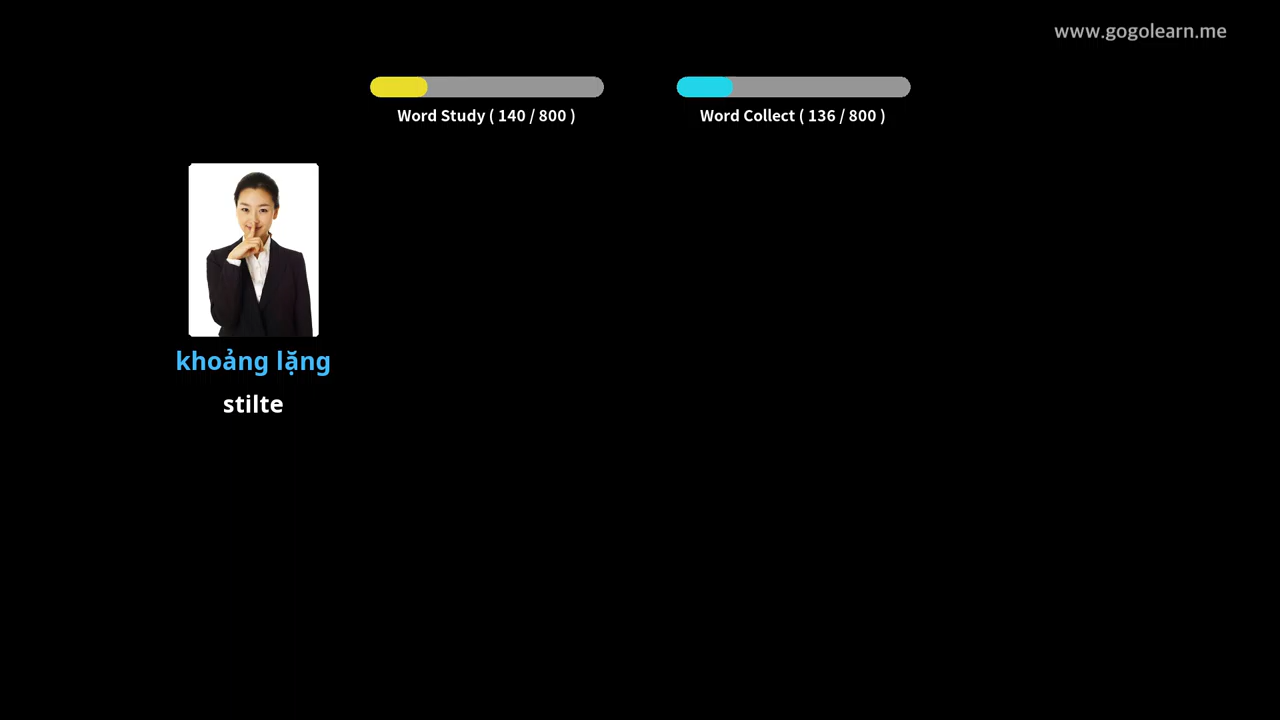 www.gogolearn.me
Word Study ( 140 / 800 )
Word Collect ( 136 / 800 )
khoảng lặng
stilte